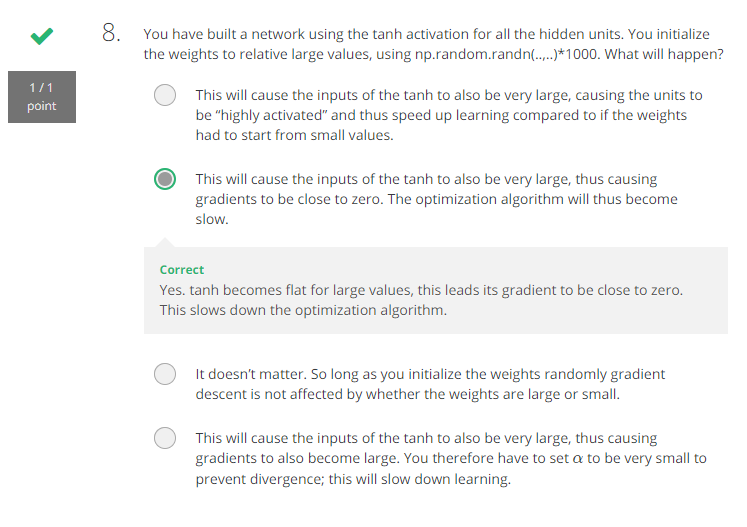 8. You have built a network using the tanh activation for all the hidden units. You initialize
the weights to relative large values, using np.random.randn(..,..)*1000. What will happen?
1 / 1
point
This will cause the inputs of the tanh to also be very large, causing the units to
be “highly activated” and thus speed up learning compared to if the weights
had to start from small values.
This will cause the inputs of the tanh to also be very large, thus causing
gradients to be close to zero. The optimization algorithm will thus become
slow.
Correct
Yes. tanh becomes flat for large values, this leads its gradient to be close to zero.
This slows down the optimization algorithm.
It doesn't matter. So long as you initialize the weights randomly gradient
descent is not affected by whether the weights are large or small.
This will cause the inputs of the tanh to also be very large, thus causing
gradients to also become large. You therefore have to set α to be very small to
prevent divergence; this will slow down learning.